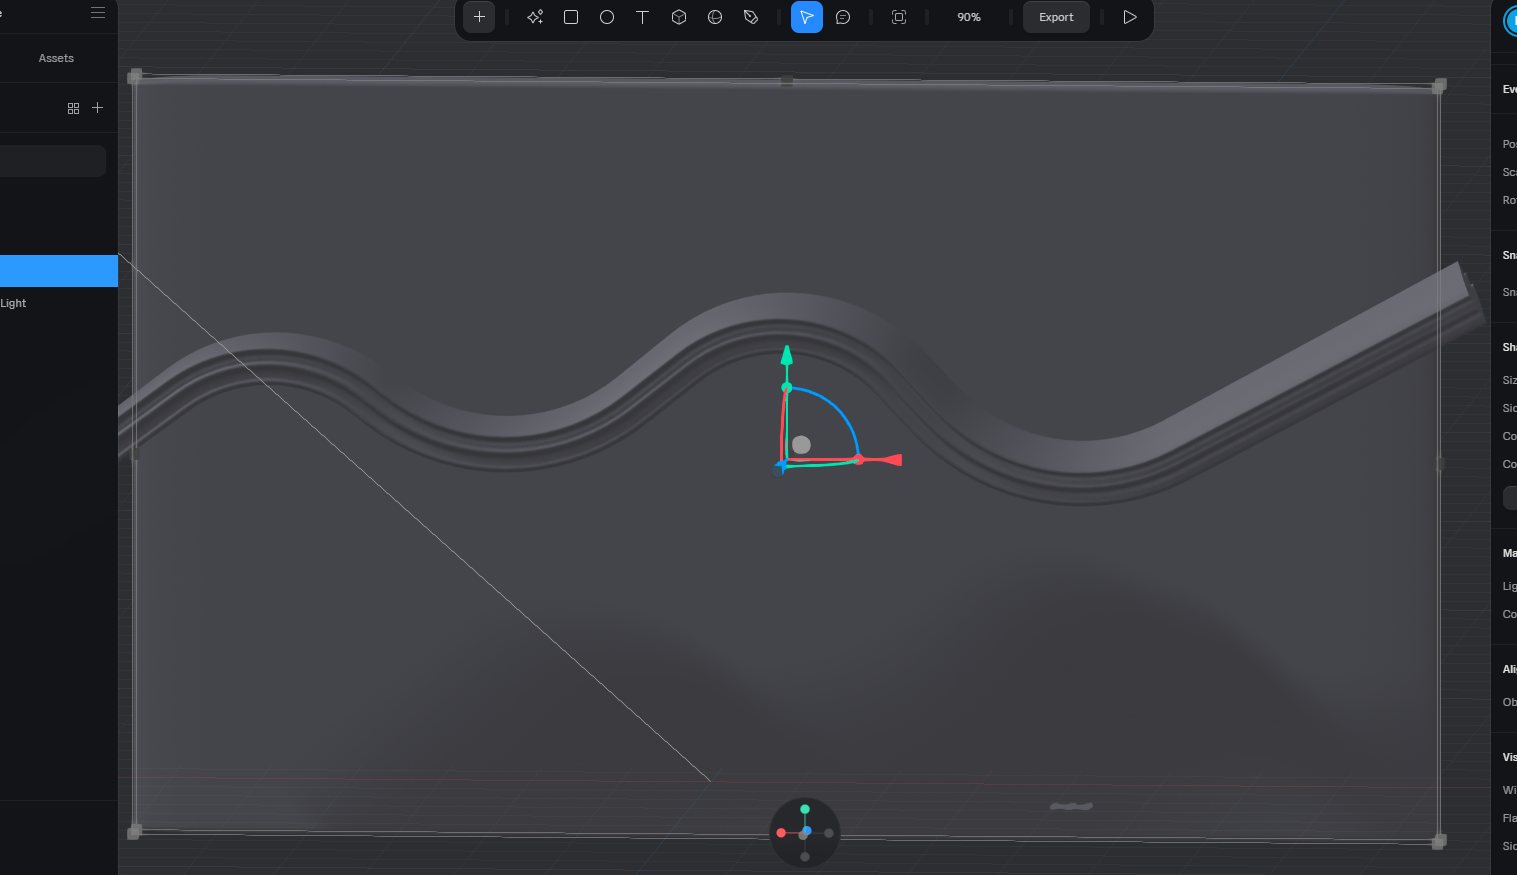 e
90%
Export
Assets
Light
Eve
Pos
Sca
Rot
Sna
Sna
Sha
Siz
Sid
Co
Co
Ma
Lig
Co
Alig
Ob
Vis
Wi
Fla
Sid